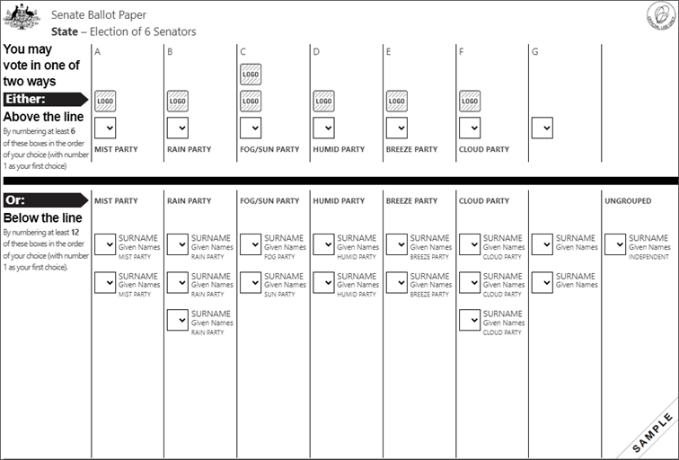 Senate Ballot Paper
State – Election of 6 Senators
You may
vote in one of
two ways
Either:
Above the line
By numbering at least 6
of these boxes in the order
of your choice (with number
1 as your first choice)
A B C D E F G
LOGO
LOGO LOGO LOGO LOGO LOGO LOGO
MIST PARTY RAIN PARTY FOG/SUN PARTY HUMID PARTY BREEZE PARTY CLOUD PARTY
Or:
Below the line
By numbering at least 12
of these boxes in the order
of your choice (with number
1 as your first choice).
MIST PARTY RAIN PARTY FOG/SUN PARTY HUMID PARTY BREEZE PARTY CLOUD PARTY UNGROUPED
SURNAME SURNAME SURNAME SURNAME SURNAME SURNAME SURNAME SURNAME
Given Names Given Names Given Names Given Names Given Names Given Names Given Names Given Names
MIST PARTY RAIN PARTY FOG PARTY HUMID PARTY BREEZE PARTY CLOUD PARTY INDEPENDENT
SURNAME SURNAME SURNAME SURNAME SURNAME SURNAME SURNAME
Given Names Given Names Given Names Given Names Given Names Given Names Given Names
MIST PARTY RAIN PARTY SUN PARTY HUMID PARTY BREEZE PARTY CLOUD PARTY
SURNAME SURNAME
Given Names Given Names
RAIN PARTY CLOUD PARTY
SAMPLE